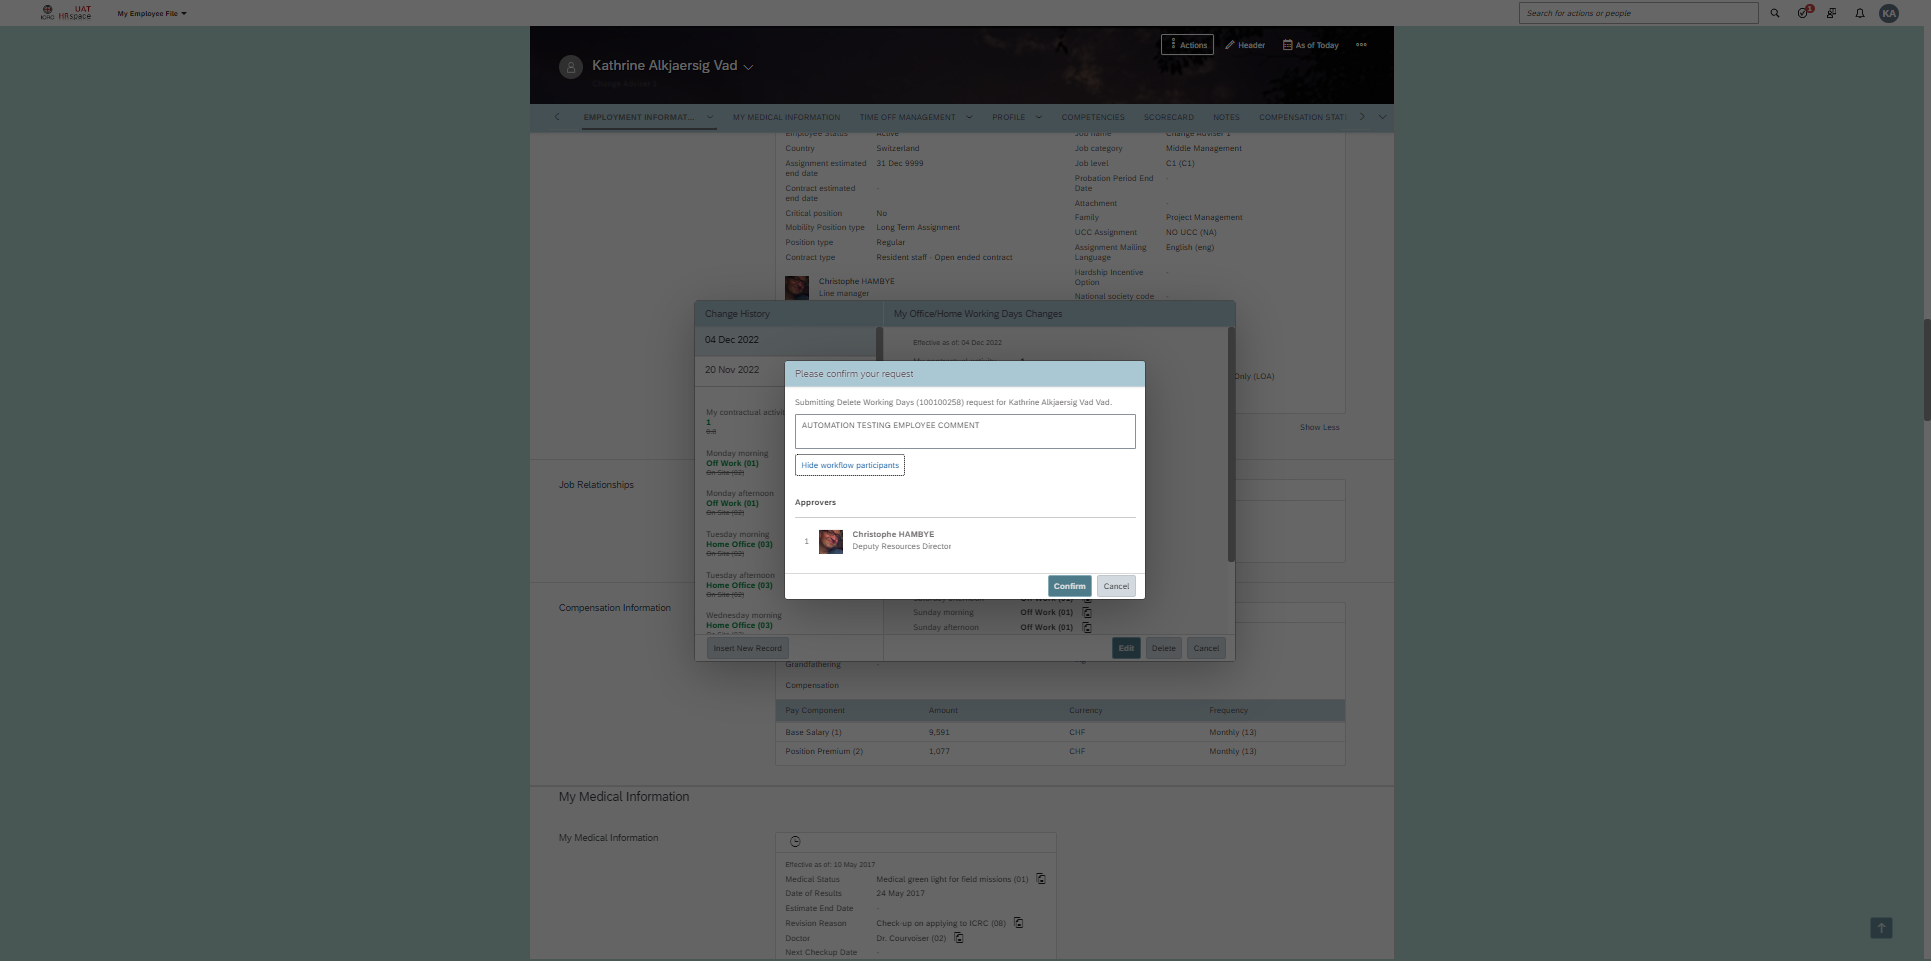 ICRC
UAT
HRspace
My Employee File
Search for actions or people
1
KA
Actions
Header
As of Today
Kathrine Alkjaersig Vad
EMPLOYMENT INFORMAT...
MY MEDICAL INFORMATION
TIME OFF MANAGEMENT
PROFILE
COMPETENCIES
SCORECARD
NOTES
COMPENSATION STAT
Employee Status Active
Country Switzerland
Assignment estimated end date 31 Dec 9999
Contract estimated end date -
Critical position No
Mobility Position type Long Term Assignment
Position type Regular
Contract type Resident staff - Open ended contract
Christophe HAMBYE
Line manager
Job name Change Adviser 1
Job category Middle Management
Job level C1 (C1)
Probation Period End Date -
Attachment -
Family Project Management
UCC Assignment NO UCC (NA)
Assignment Mailing Language English (eng)
Hardship Incentive Option -
National society code -
Only (LOA)
Show Less
Change History
My Office/Home Working Days Changes
04 Dec 2022
20 Nov 2022
Effective as of: 04 Dec 2022
My contractual activit
1
0.8
Monday morning
Off Work (01)
On Site (02)
Monday afternoon
Off Work (01)
On Site (02)
Tuesday morning
Home Office (03)
On Site (02)
Tuesday afternoon
Home Office (03)
On Site (02)
Wednesday morning
Home Office (03)
Please confirm your request
Submitting Delete Working Days (100100258) request for Kathrine Alkjaersig Vad Vad.
AUTOMATION TESTING EMPLOYEE COMMENT
Hide workflow participants
Approvers
1
Christophe HAMBYE
Deputy Resources Director
Confirm
Cancel
Sunday morning Off Work (01)
Sunday afternoon Off Work (01)
Insert New Record
Edit
Delete
Cancel
Job Relationships
Compensation Information
Grandfathering -
Compensation
Pay Component Amount Currency Frequency
Base Salary (1) 9,591 CHF Monthly (13)
Position Premium (2) 1,077 CHF Monthly (13)
My Medical Information
My Medical Information
Effective as of: 10 May 2017
Medical Status Medical green light for field missions (01)
Date of Results 24 May 2017
Estimate End Date -
Revision Reason Check-up on applying to ICRC (08)
Doctor Dr. Courvoiser (02)
Next Checkup Date -